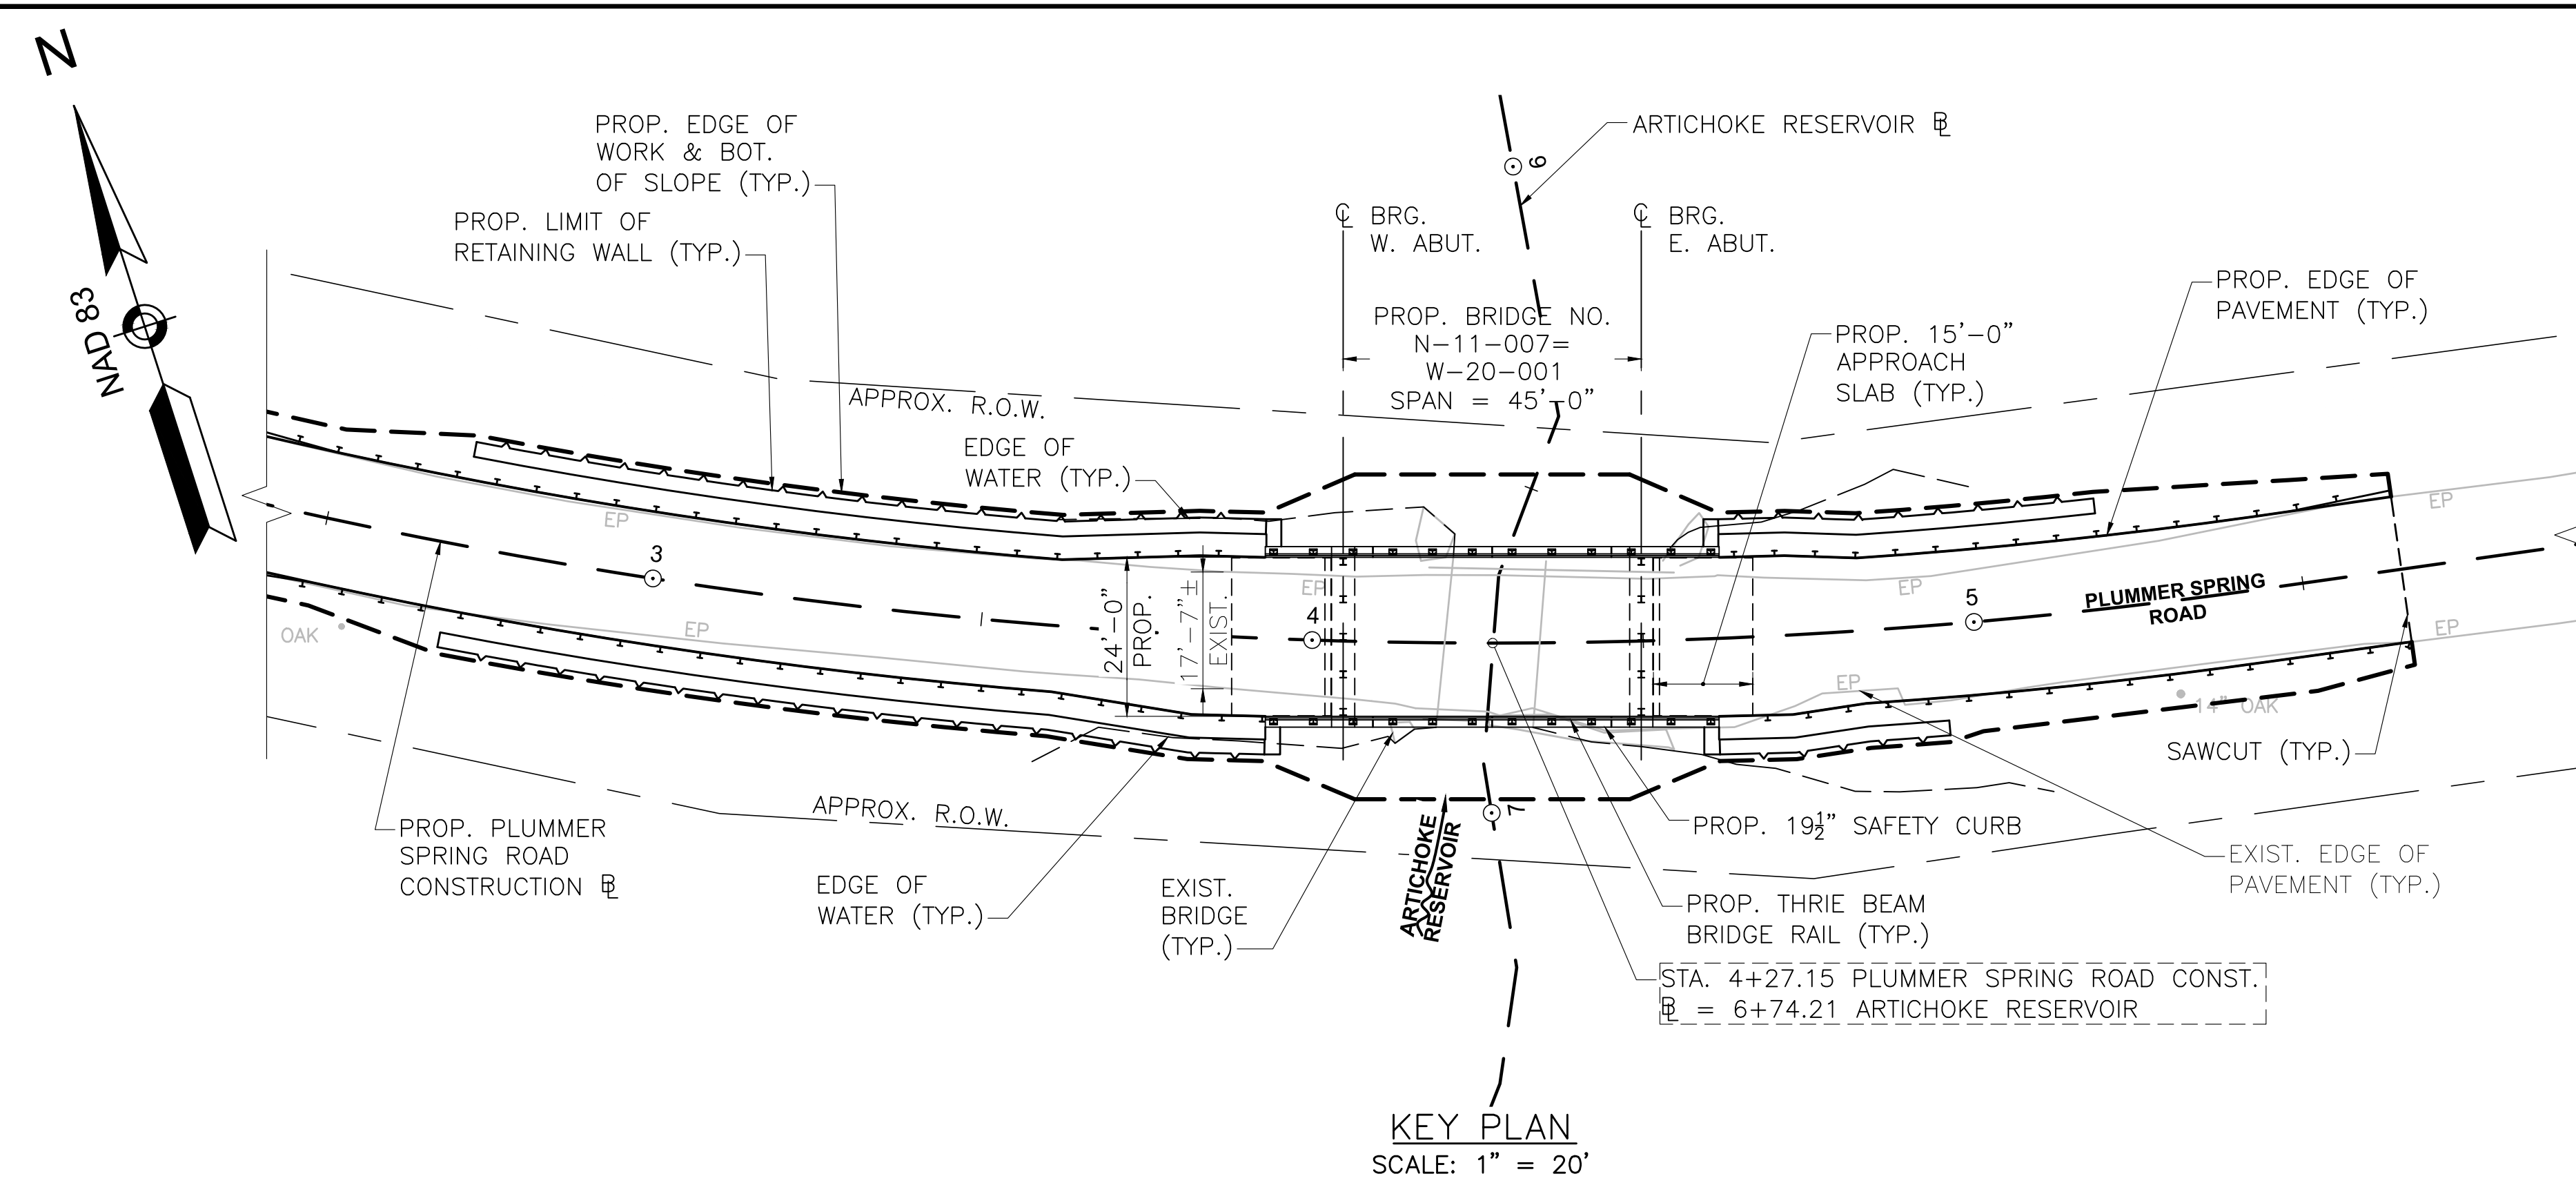 N
NAD 83
PROP. EDGE OF
WORK & BOT.
OF SLOPE (TYP.)
PROP. LIMIT OF
RETAINING WALL (TYP.)
ARTICHOKE RESERVOIR ℄
6
℄ BRG.
W. ABUT.
℄ BRG.
E. ABUT.
PROP. BRIDGE NO.
N-11-007=
W-20-001
SPAN = 45'-0"
PROP. EDGE OF
PAVEMENT (TYP.)
PROP. 15'-0"
APPROACH
SLAB (TYP.)
APPROX. R.O.W.
EDGE OF
WATER (TYP.)
EP
EP
3
EP
EP
4
24'-0"
PROP.
17'-7"±
EXIST.
EP
5
PLUMMER SPRING
ROAD
EP
EP
EP
OAK
14" OAK
SAWCUT (TYP.)
APPROX. R.O.W.
7
ARTICHOKE
RESERVOIR
PROP. PLUMMER
SPRING ROAD
CONSTRUCTION ℄
EDGE OF
WATER (TYP.)
EXIST.
BRIDGE
(TYP.)
PROP. 19½" SAFETY CURB
EXIST. EDGE OF
PAVEMENT (TYP.)
PROP. THRIE BEAM
BRIDGE RAIL (TYP.)
STA. 4+27.15 PLUMMER SPRING ROAD CONST.
℄ = 6+74.21 ARTICHOKE RESERVOIR
KEY PLAN
SCALE: 1" = 20'